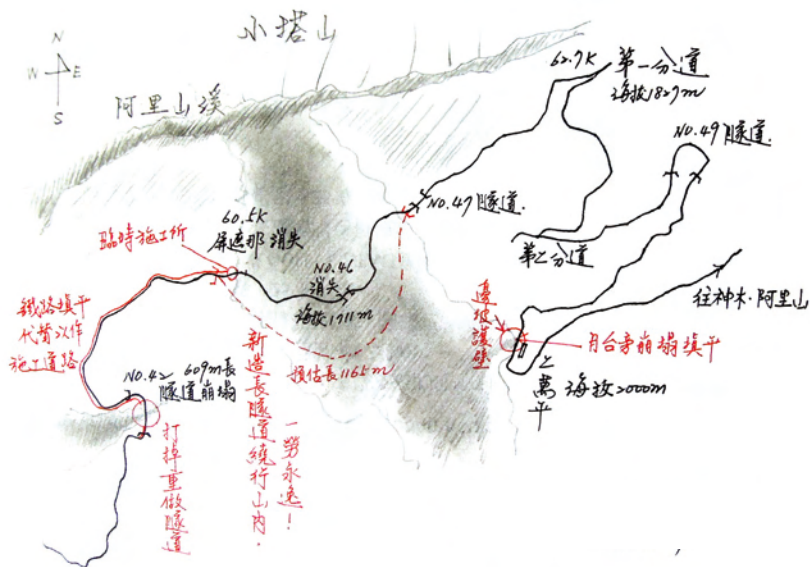 小塔山
N
W E
S
阿里山溪
62.7K
第一分道
海拔1827m
NO.49隧道
NO.47隧道
60.5K
屏遮那消失
臨時施工所
NO.46
消失
海拔1711m
第二分道
往神木·阿里山
邊坡護壁
月台旁崩塌填平
二萬平
海拔2000m
鐵路填平
代替以作
施工道路
NO.42
609m長
隧道崩塌
損估長1165m
新造長隧道繞行山內·
一勞永逸！
打掉重做隧道